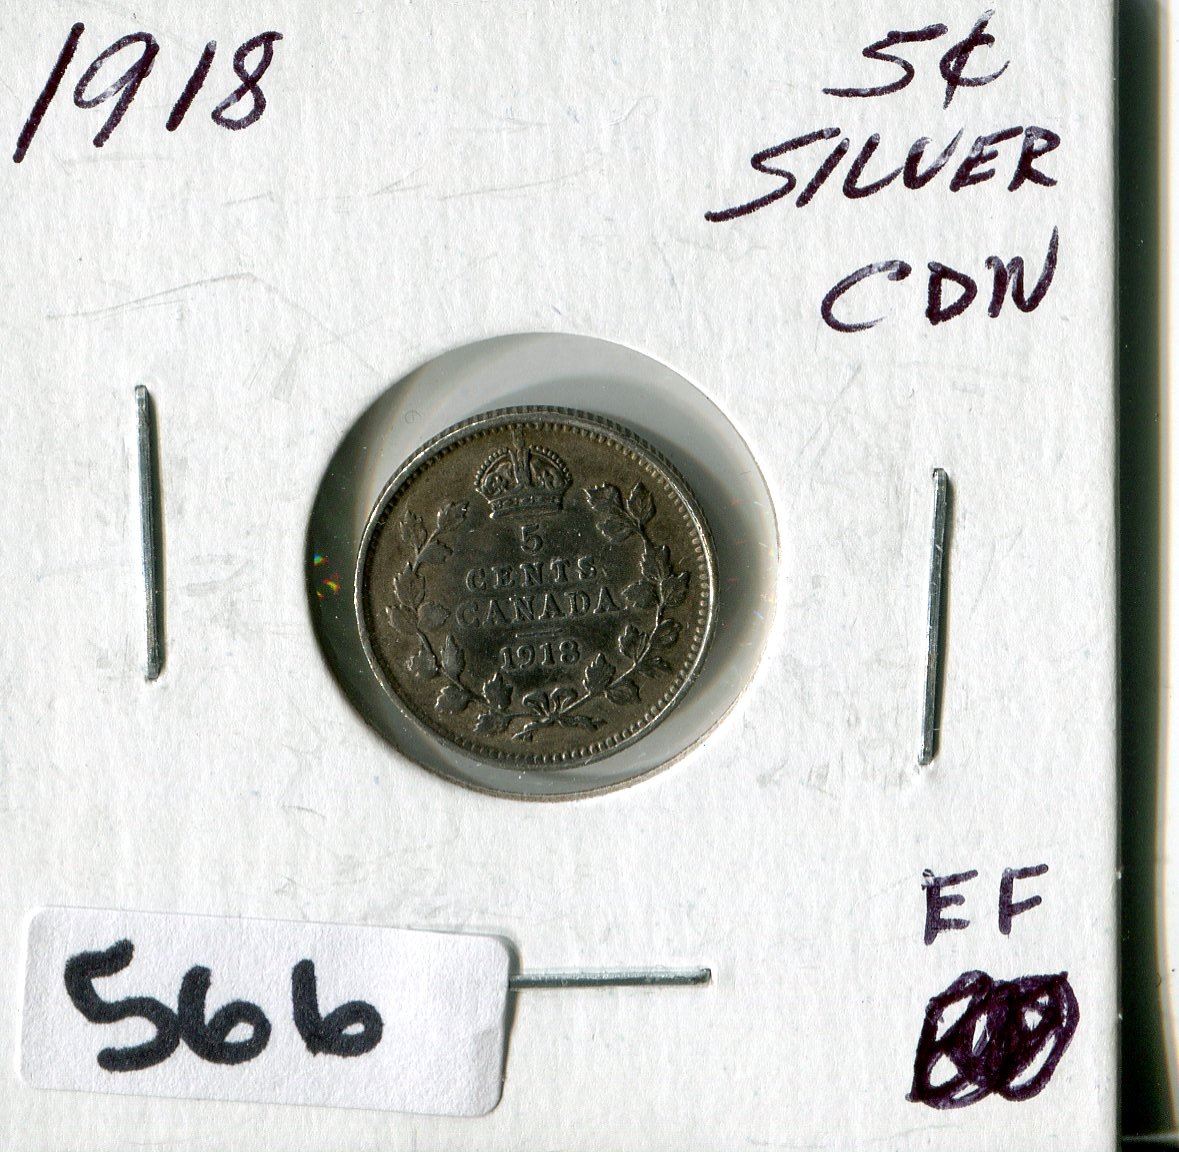 1918
5¢
SILVER
CDN
5
CENTS
CANADA
1918
EF
566